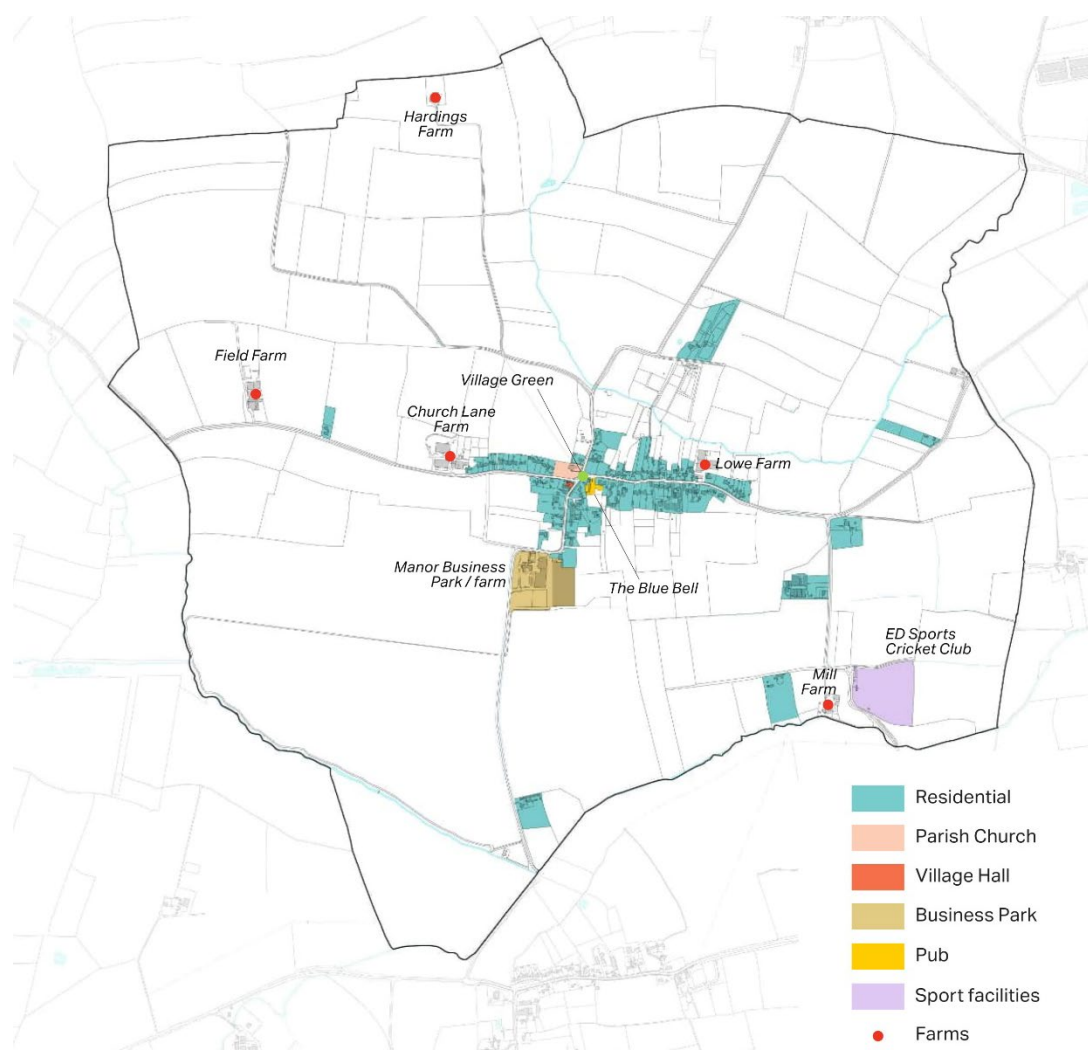 Hardings
Farm
Field Farm
Village Green
Church Lane
Farm
Lowe Farm
Manor Business
Park / farm
The Blue Bell
ED Sports
Cricket Club
Mill
Farm
Residential
Parish Church
Village Hall
Business Park
Pub
Sport facilities
Farms